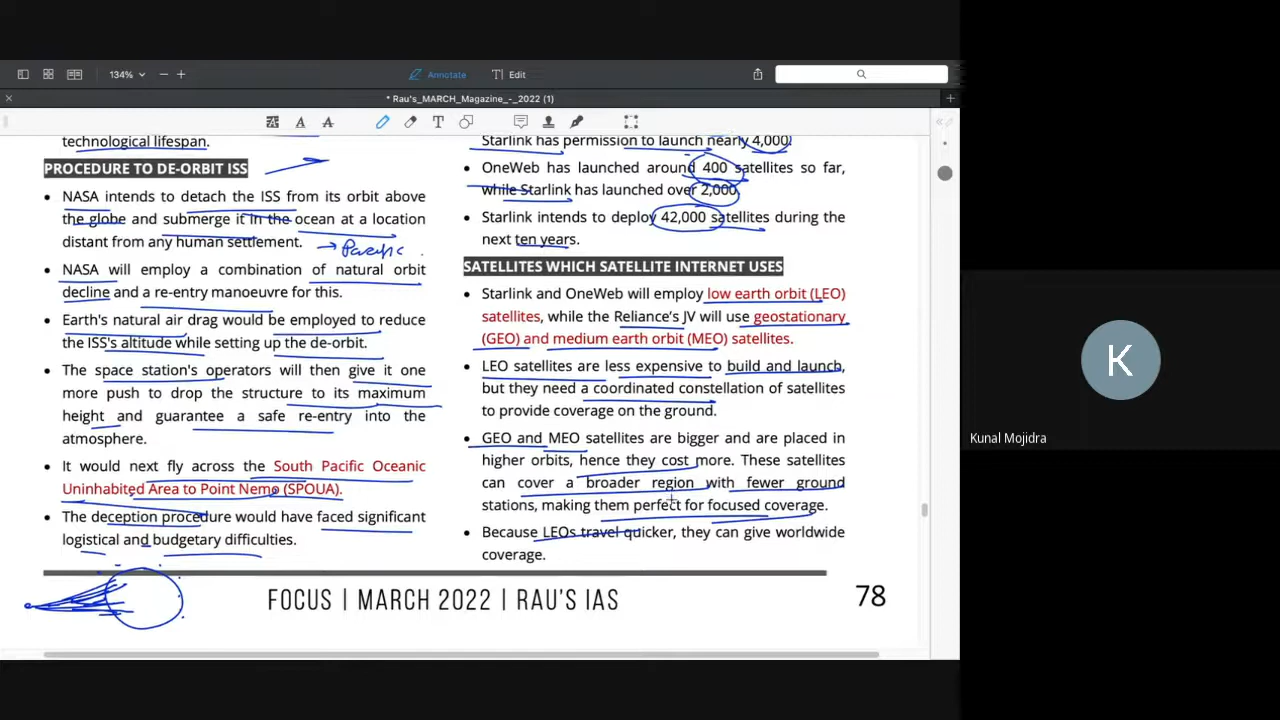 134%
Annotate
Edit
* Rau's_MARCH_Magazine_-_2022 (1)
technological lifespan.
PROCEDURE TO DE-ORBIT ISS
• NASA intends to detach the ISS from its orbit above
the globe and submerge it in the ocean at a location
distant from any human settlement.
→ Pacific
• NASA will employ a combination of natural orbit
decline and a re-entry manoeuvre for this.
• Earth's natural air drag would be employed to reduce
the ISS's altitude while setting up the de-orbit.
• The space station's operators will then give it one
more push to drop the structure to its maximum
height and guarantee a safe re-entry into the
atmosphere.
• It would next fly across the South Pacific Oceanic
Uninhabited Area to Point Nemo (SPOUA).
• The deception procedure would have faced significant
logistical and budgetary difficulties.
Starlink has permission to launch nearly 4,000.
• OneWeb has launched around 400 satellites so far,
while Starlink has launched over 2,000.
• Starlink intends to deploy 42,000 satellites during the
next ten years.
SATELLITES WHICH SATELLITE INTERNET USES
• Starlink and OneWeb will employ low earth orbit (LEO)
satellites, while the Reliance's JV will use geostationary
(GEO) and medium earth orbit (MEO) satellites.
• LEO satellites are less expensive to build and launch,
but they need a coordinated constellation of satellites
to provide coverage on the ground.
• GEO and MEO satellites are bigger and are placed in
higher orbits, hence they cost more. These satellites
can cover a broader region with fewer ground
stations, making them perfect for focused coverage.
• Because LEOs travel quicker, they can give worldwide
coverage.
FOCUS | MARCH 2022 | RAU'S IAS
78
K
Kunal Mojidra